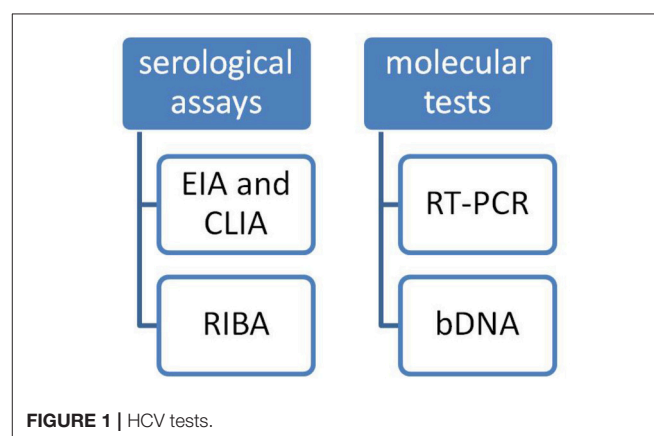 serological
assays
EIA and
CLIA
RIBA
molecular
tests
RT-PCR
bDNA
FIGURE 1 | HCV tests.